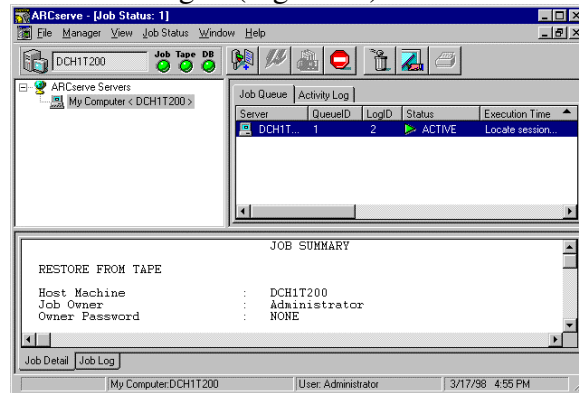 ARCserve - [Job Status: 1]
File Manager View Job Status Window Help
DCH1T200 Job Tape DB
ARCserve Servers
My Computer < DCH1T200 >
Job Queue Activity Log
Server QueueID LogID Status Execution Time
DCH1T... 1 2 ACTIVE Locate session...
JOB SUMMARY
RESTORE FROM TAPE
Host Machine : DCH1T200
Job Owner : Administrator
Owner Password : NONE
Job Detail Job Log
My Computer:DCH1T200 User: Administrator 3/17/98 4:55 PM